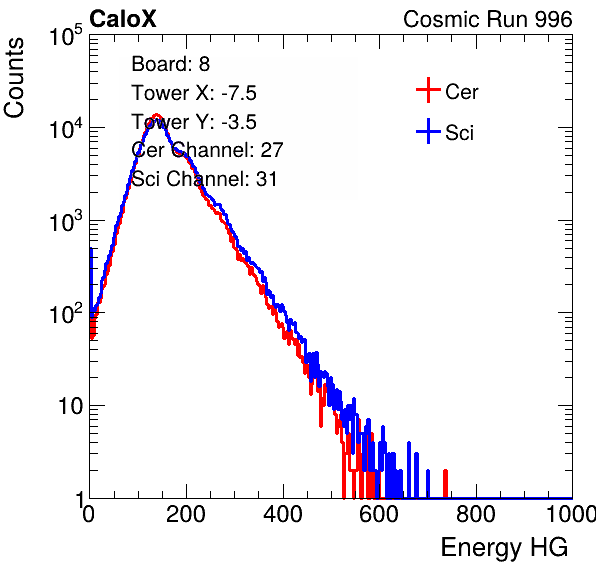 CaloX Cosmic Run 996
Counts
Board: 8
Tower X: -7.5
Tower Y: -3.5
Cer Channel: 27
Sci Channel: 31
Cer
Sci
10^5
10^4
10^3
10^2
10
1
0 200 400 600 800 1000
Energy HG